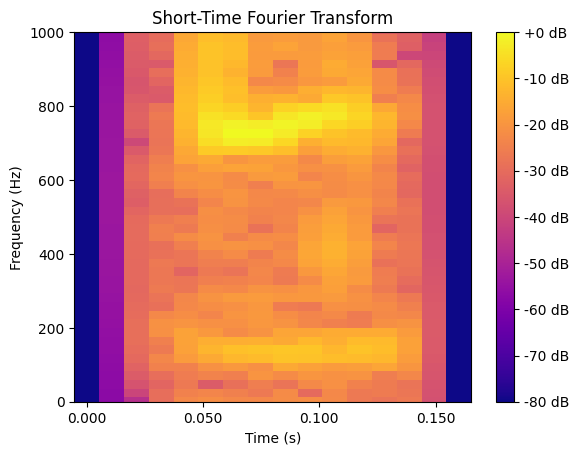 Short-Time Fourier Transform
Frequency (Hz)
1000
800
600
400
200
0
0.000
0.050
0.100
0.150
Time (s)
+0 dB
-10 dB
-20 dB
-30 dB
-40 dB
-50 dB
-60 dB
-70 dB
-80 dB